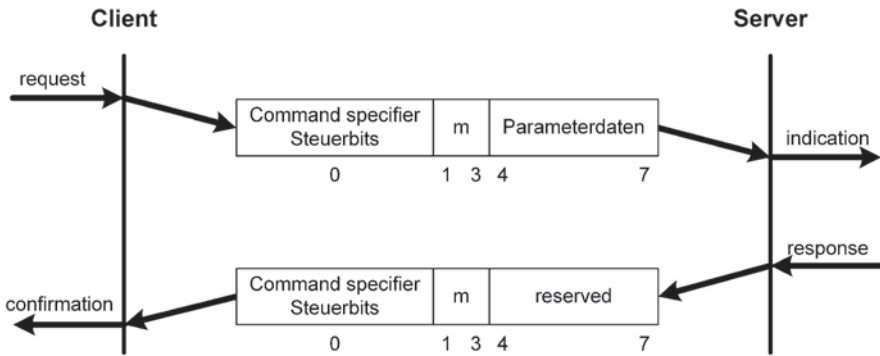 Client
Server
request
Command specifier
Steuerbits
m
Parameterdaten
indication
0
1 3 4
7
response
Command specifier
Steuerbits
m
reserved
confirmation
0
1 3 4
7